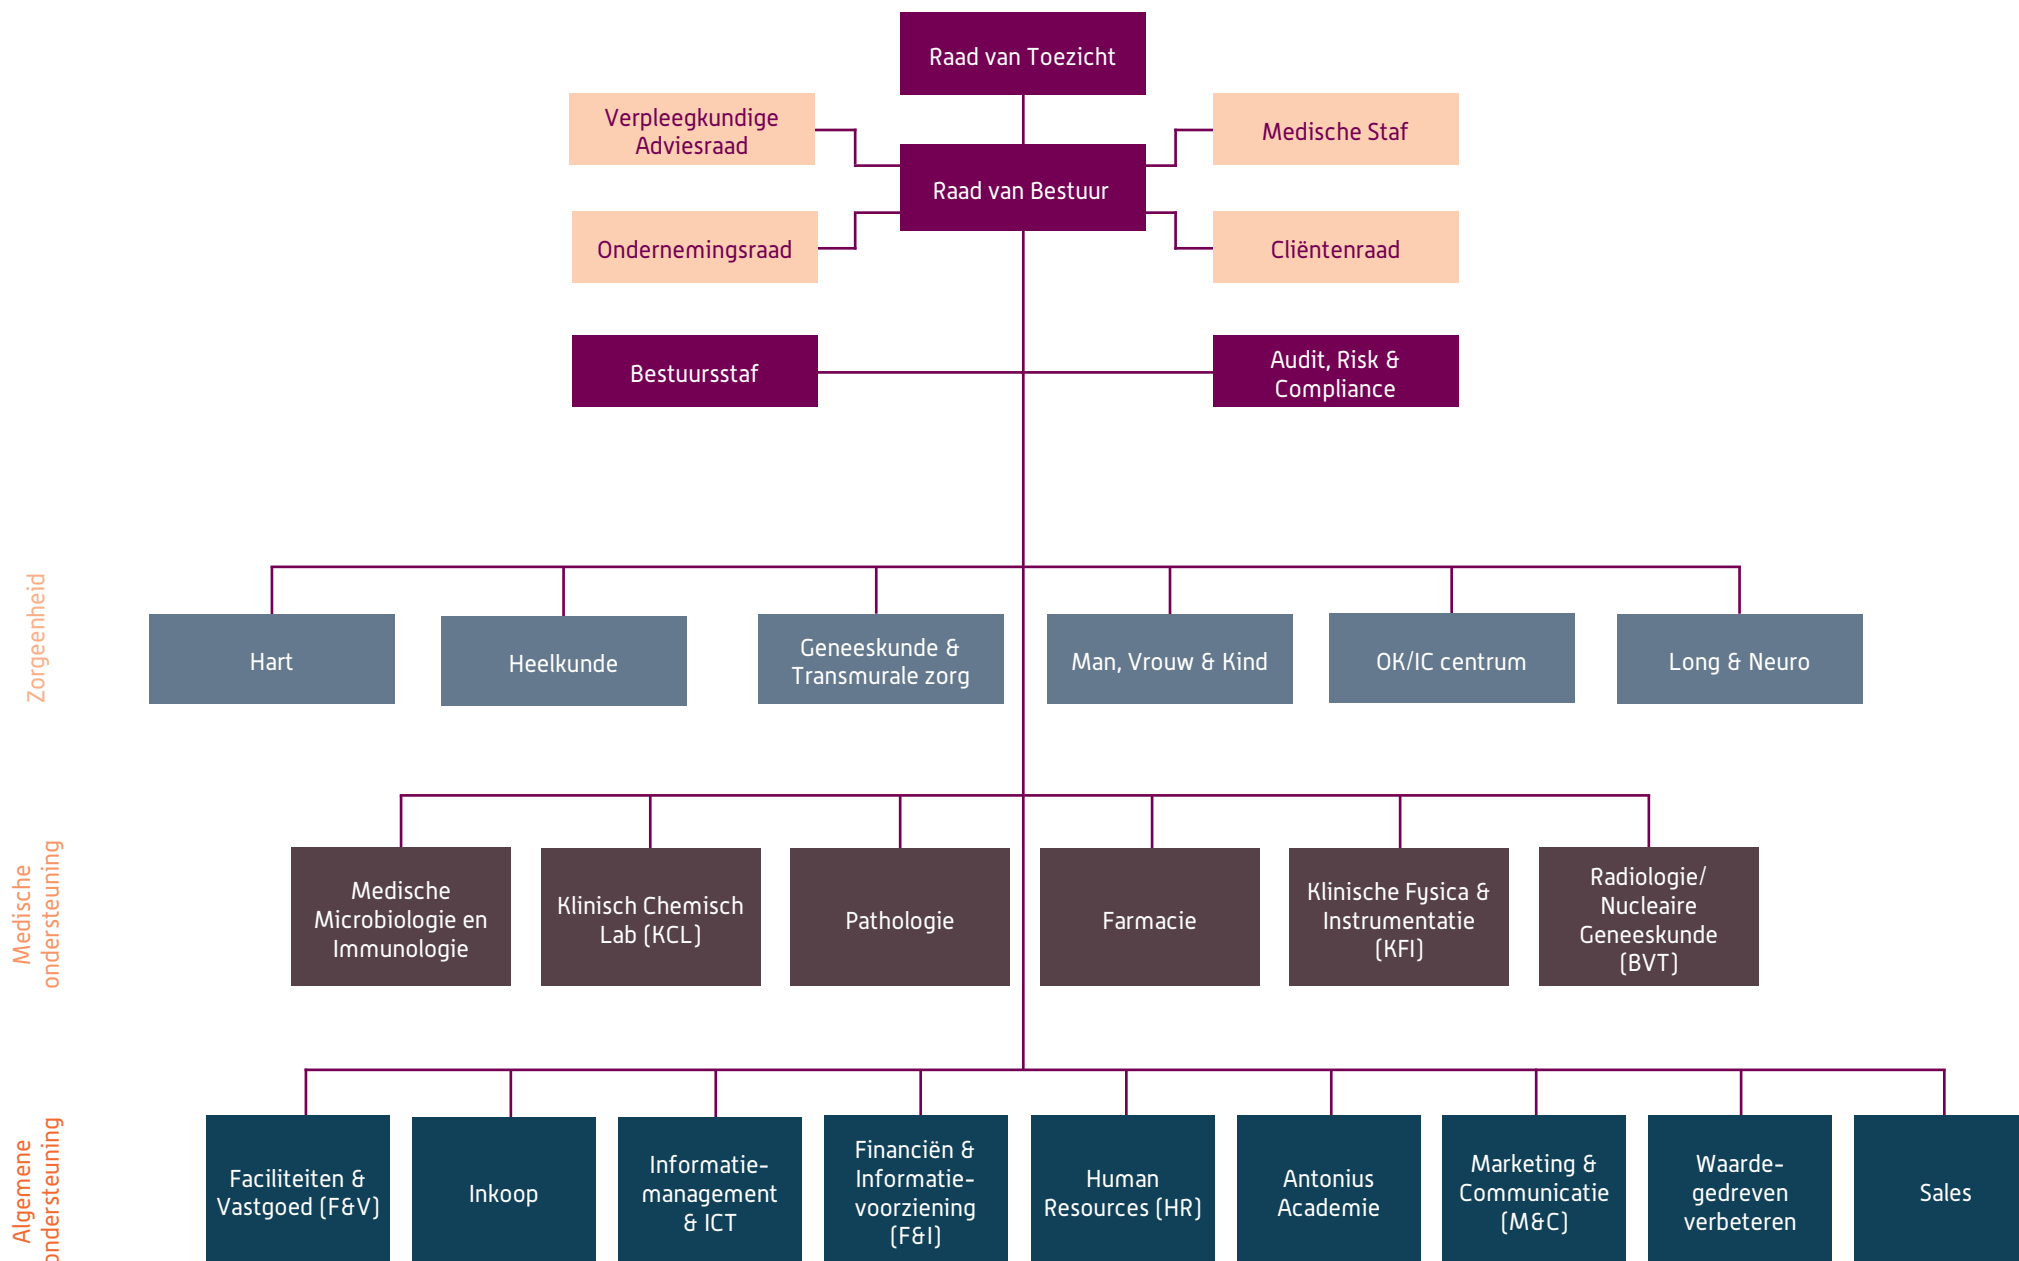 Raad van Toezicht
Verpleegkundige
Adviesraad
Medische Staf
Raad van Bestuur
Ondernemingsraad
Cliëntenraad
Bestuursstaf
Audit, Risk &
Compliance
Zorgeenheid
Hart
Heelkunde
Geneeskunde &
Transmurale zorg
Man, Vrouw & Kind
OK/IC centrum
Long & Neuro
Medische
ondersteuning
Medische
Microbiologie en
Immunologie
Klinisch Chemisch
Lab (KCL)
Pathologie
Farmacie
Klinische Fysica &
Instrumentatie
(KFI)
Radiologie/
Nucleaire
Geneeskunde
(BVT)
Algemene
ondersteuning
Faciliteiten &
Vastgoed (F&V)
Inkoop
Informatie-
management
& ICT
Financiën &
Informatie-
voorziening
(F&I)
Human
Resources (HR)
Antonius
Academie
Marketing &
Communicatie
(M&C)
Waarde-
gedreven
verbeteren
Sales